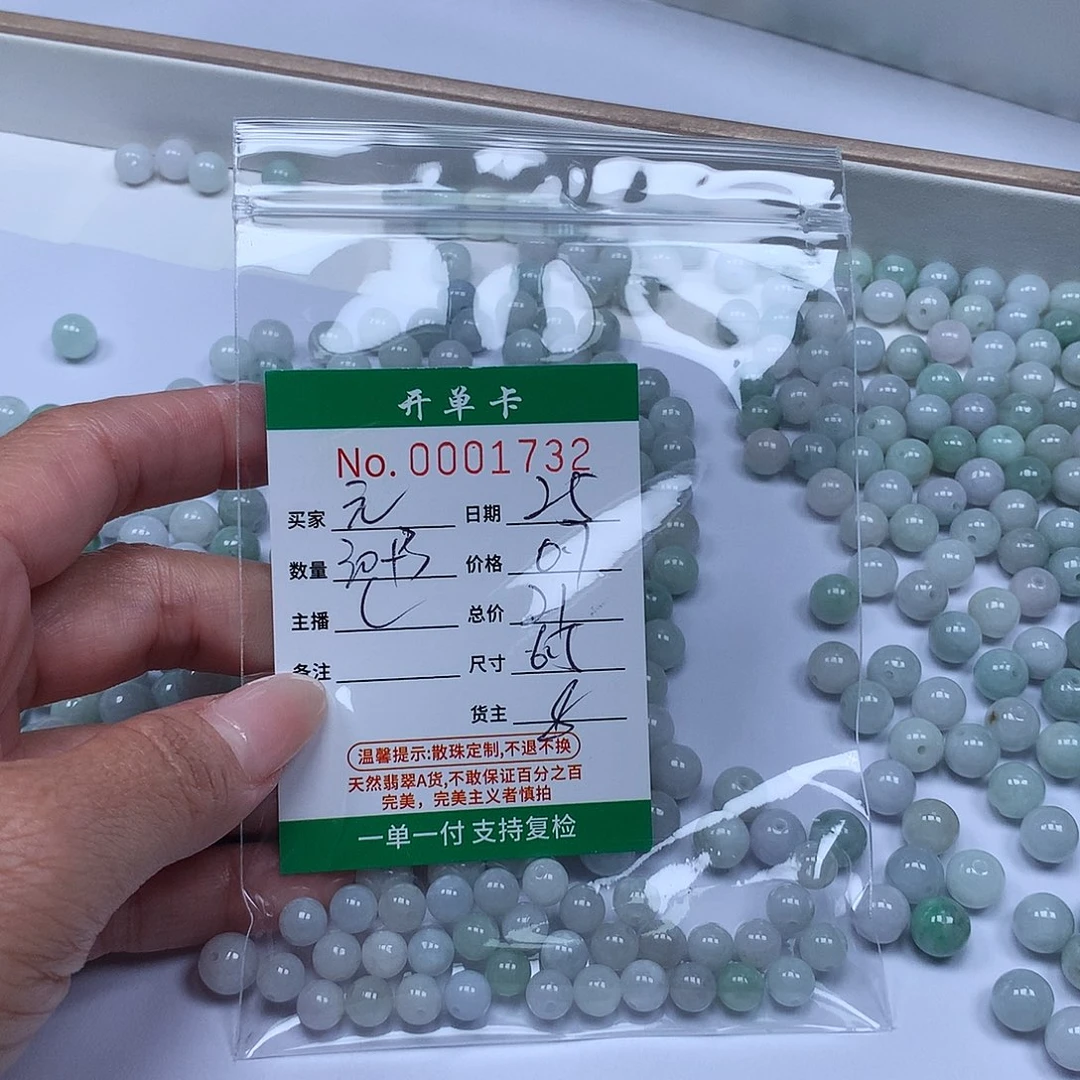 开单卡
No. 0001732
买家 元 日期 25
数量 价格
主播 总价
备注 尺寸
货主
温馨提示:散珠定制,不退不换
天然翡翠A货,不敢保证百分之百
完美，完美主义者慎拍
一单一付 支持复检